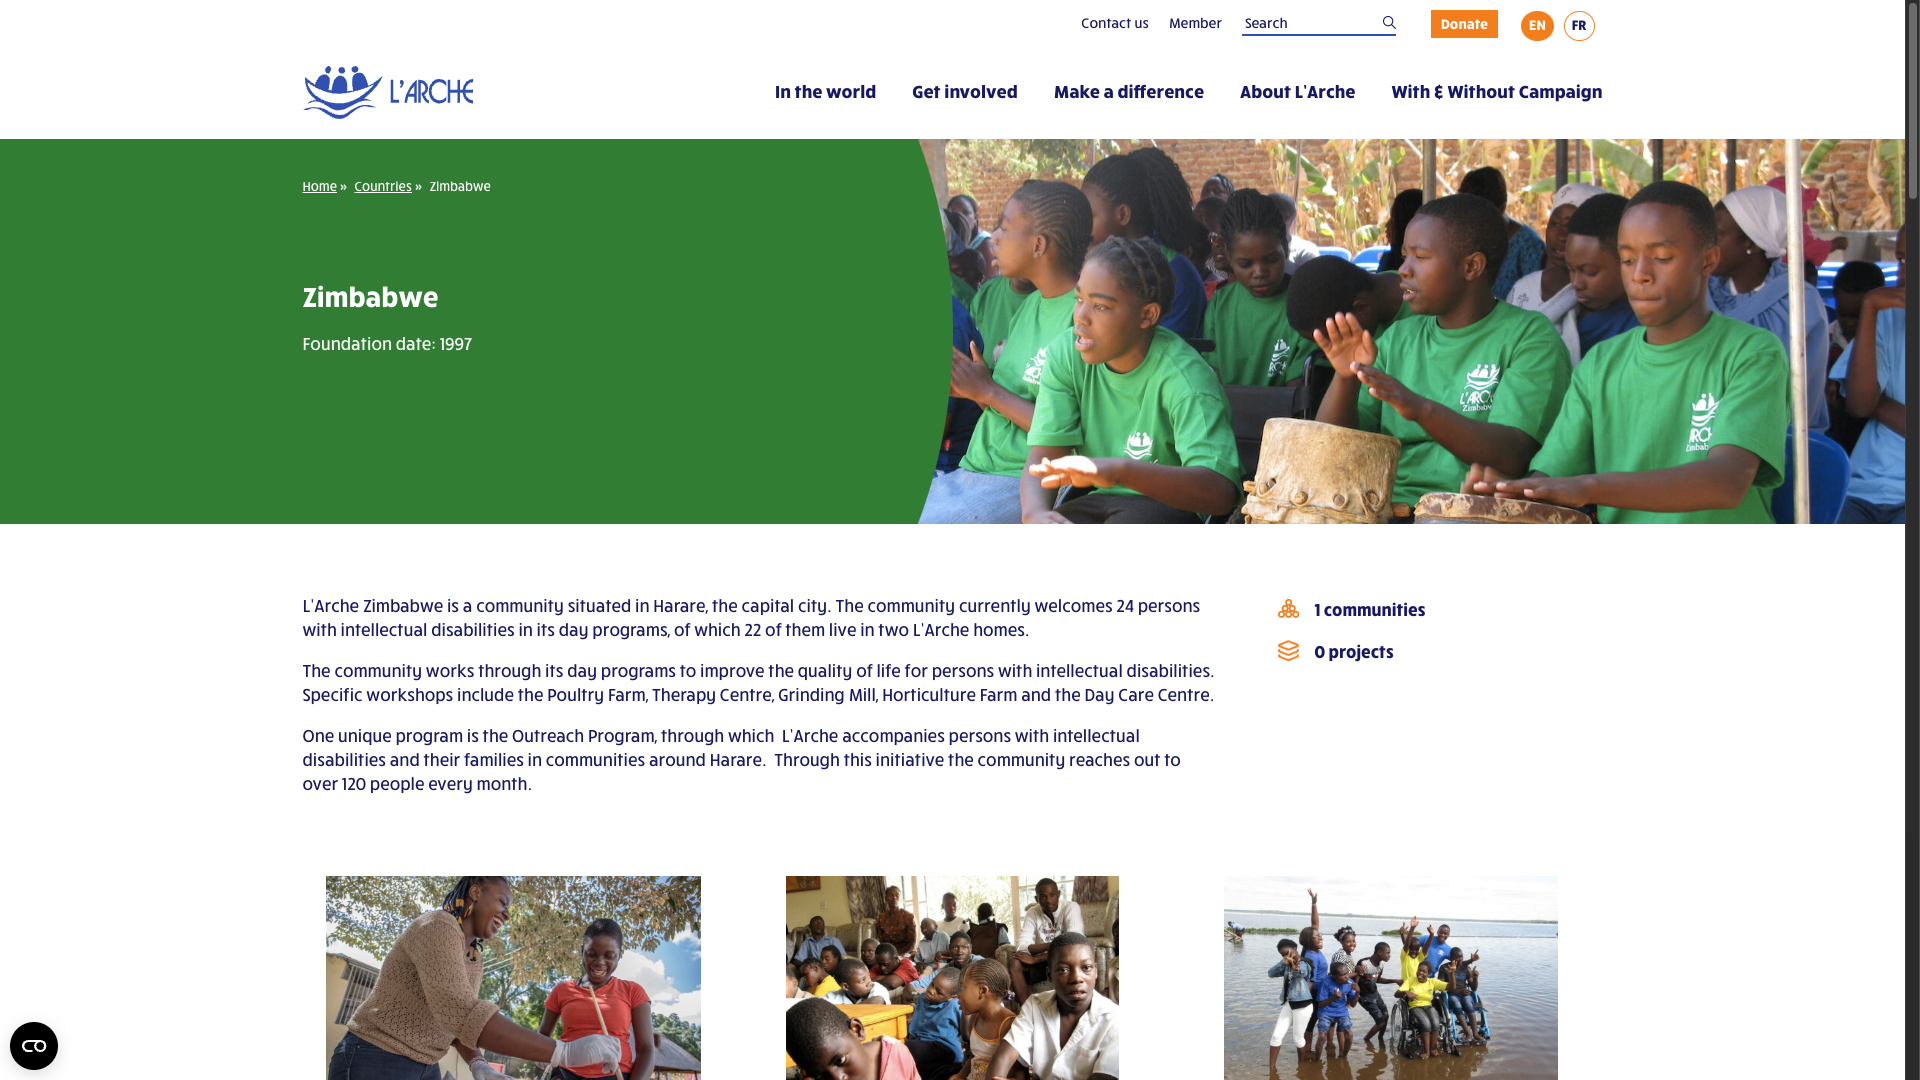 Contact us
Member
Search
Donate
EN
FR
L'ARCHE
In the world
Get involved
Make a difference
About L'Arche
With & Without Campaign
Home » Countries » Zimbabwe
Zimbabwe
Foundation date: 1997
L'ARCHE
Zimbabwe
L'Arche Zimbabwe is a community situated in Harare, the capital city. The community currently welcomes 24 persons
with intellectual disabilities in its day programs, of which 22 of them live in two L'Arche homes.
The community works through its day programs to improve the quality of life for persons with intellectual disabilities.
Specific workshops include the Poultry Farm, Therapy Centre, Grinding Mill, Horticulture Farm and the Day Care Centre.
One unique program is the Outreach Program, through which  L'Arche accompanies persons with intellectual
disabilities and their families in communities around Harare.  Through this initiative the community reaches out to
over 120 people every month.
1 communities
0 projects